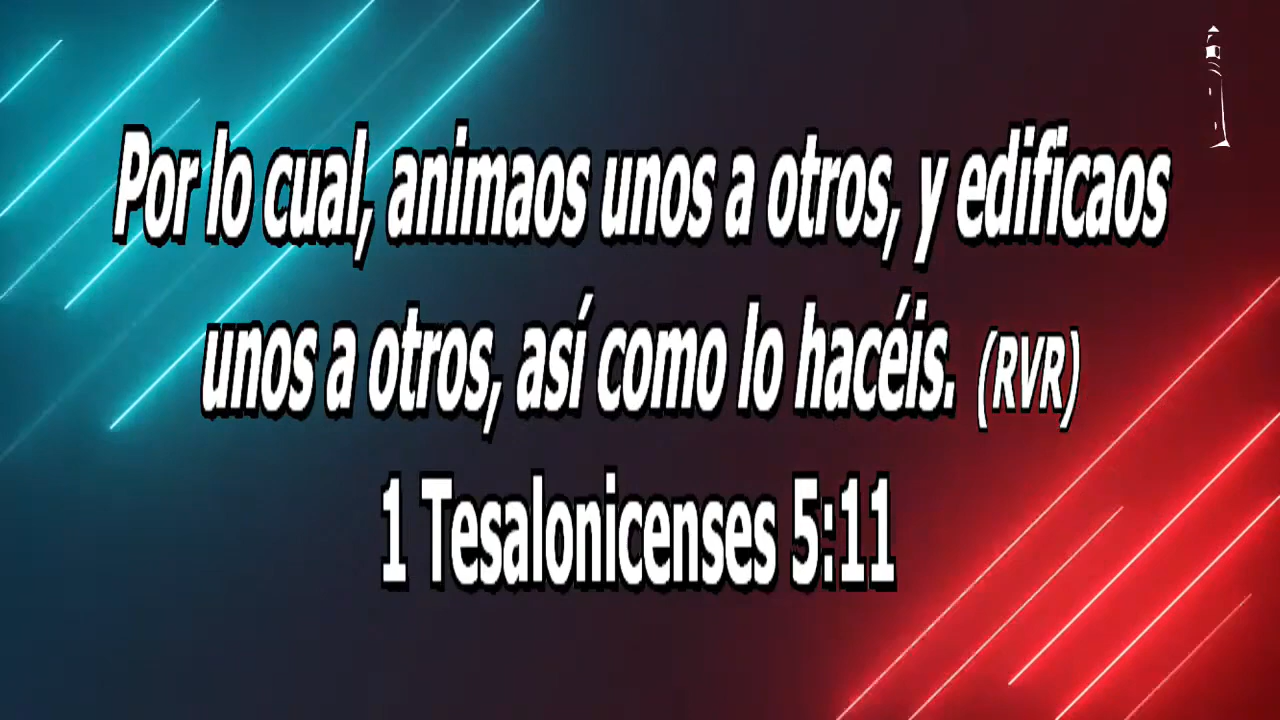 Por lo cual, animaos unos a otros, y edificaos
unos a otros, así como lo hacéis. (RVR)
1 Tesalonicenses 5:11